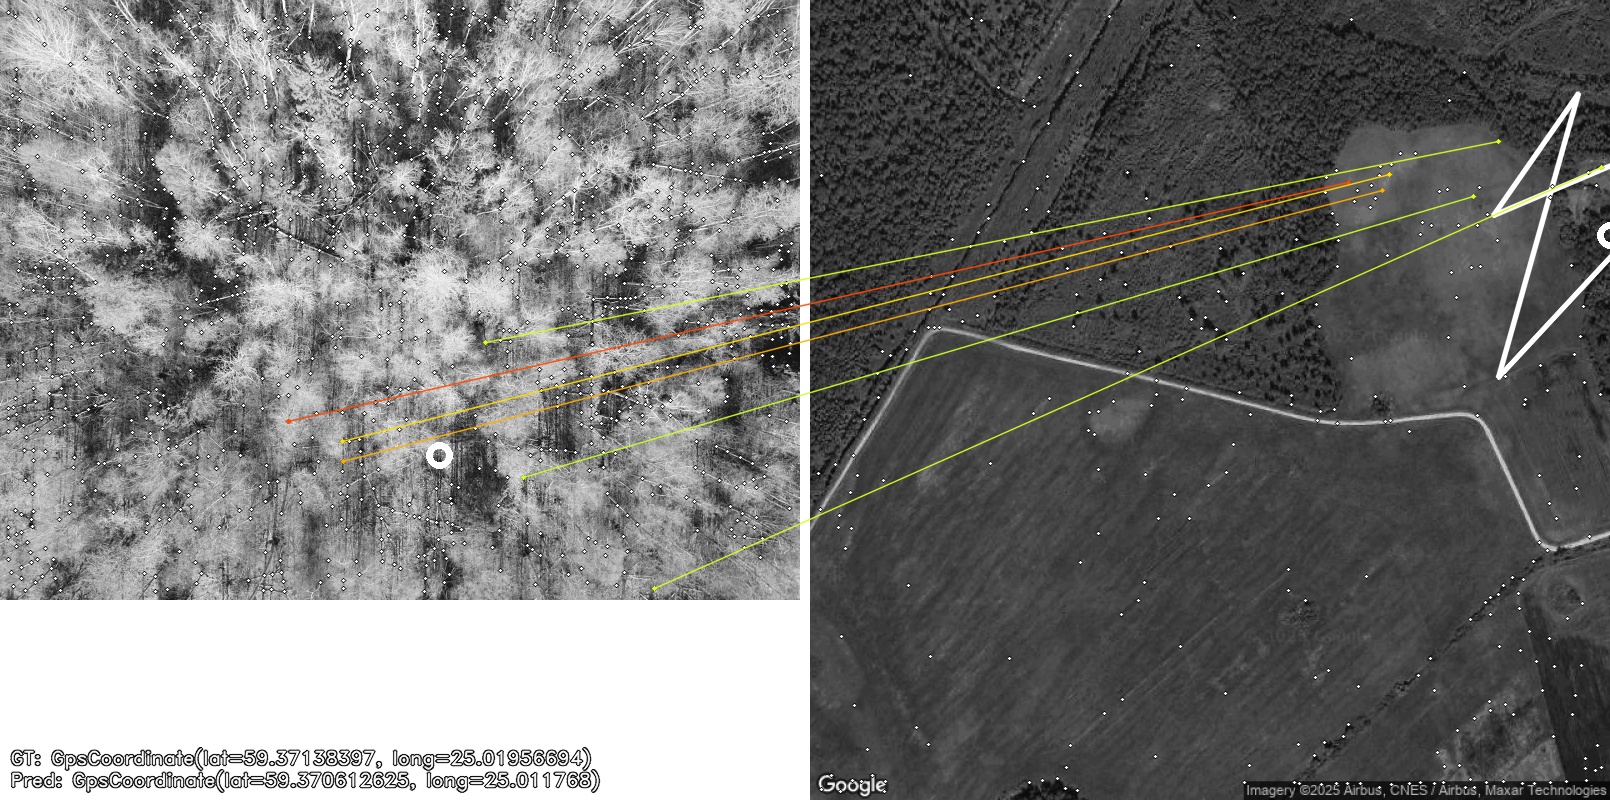 GT: GpsCoordinate(lat=59.37138397, long=25.01956694)
Pred: GpsCoordinate(lat=59.370612625, long=25.011768)
Google
Imagery ©2025 Airbus, CNES / Airbus, Maxar Technologies